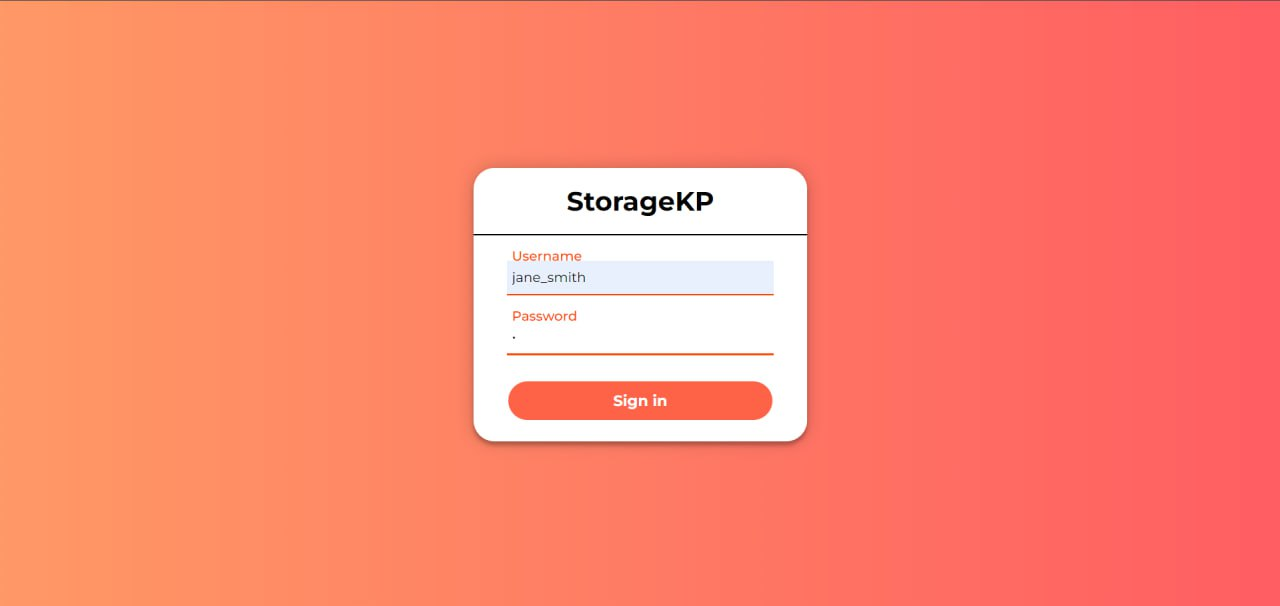 StorageKP
Username
jane_smith
Password
•
Sign in